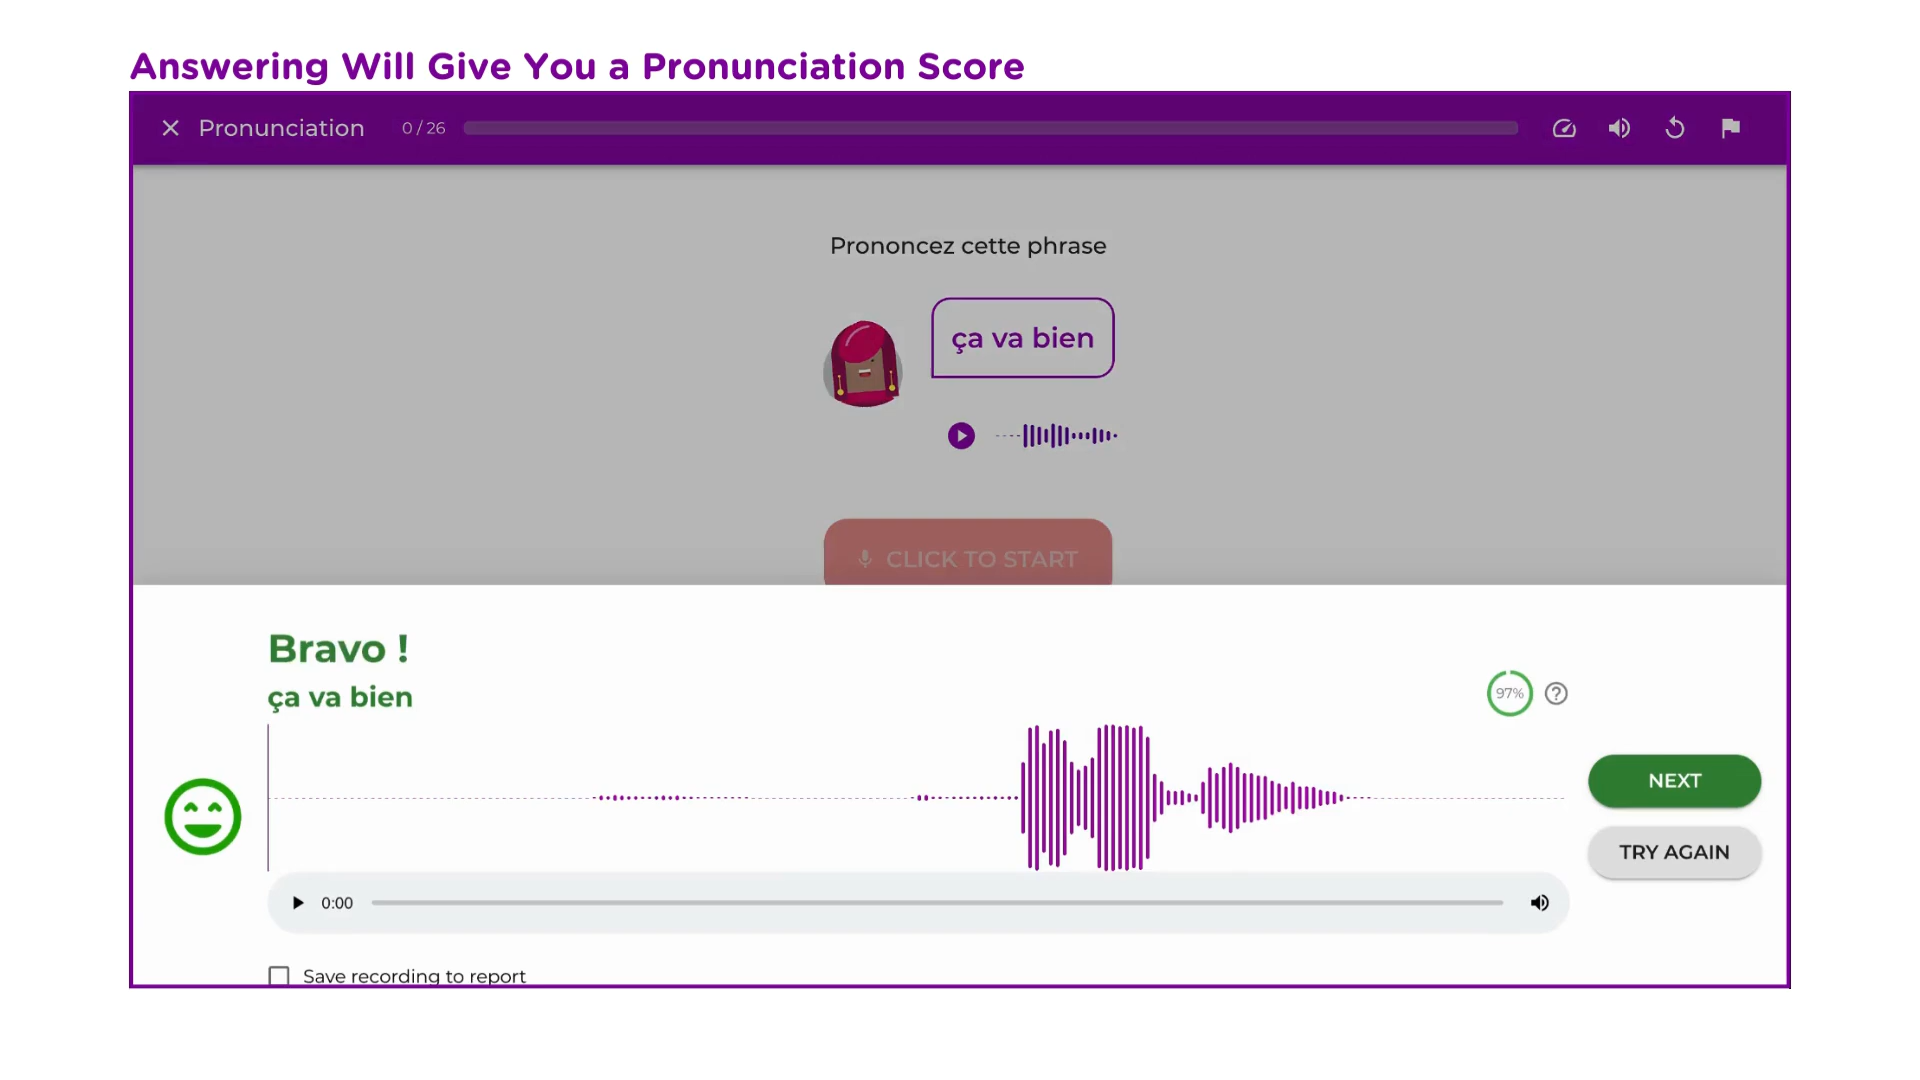 Answering Will Give You a Pronunciation Score
Pronunciation 0 / 26
Prononcez cette phrase
ça va bien
CLICK TO START
Bravo !
ça va bien
97%
NEXT
TRY AGAIN
0:00
Save recording to report